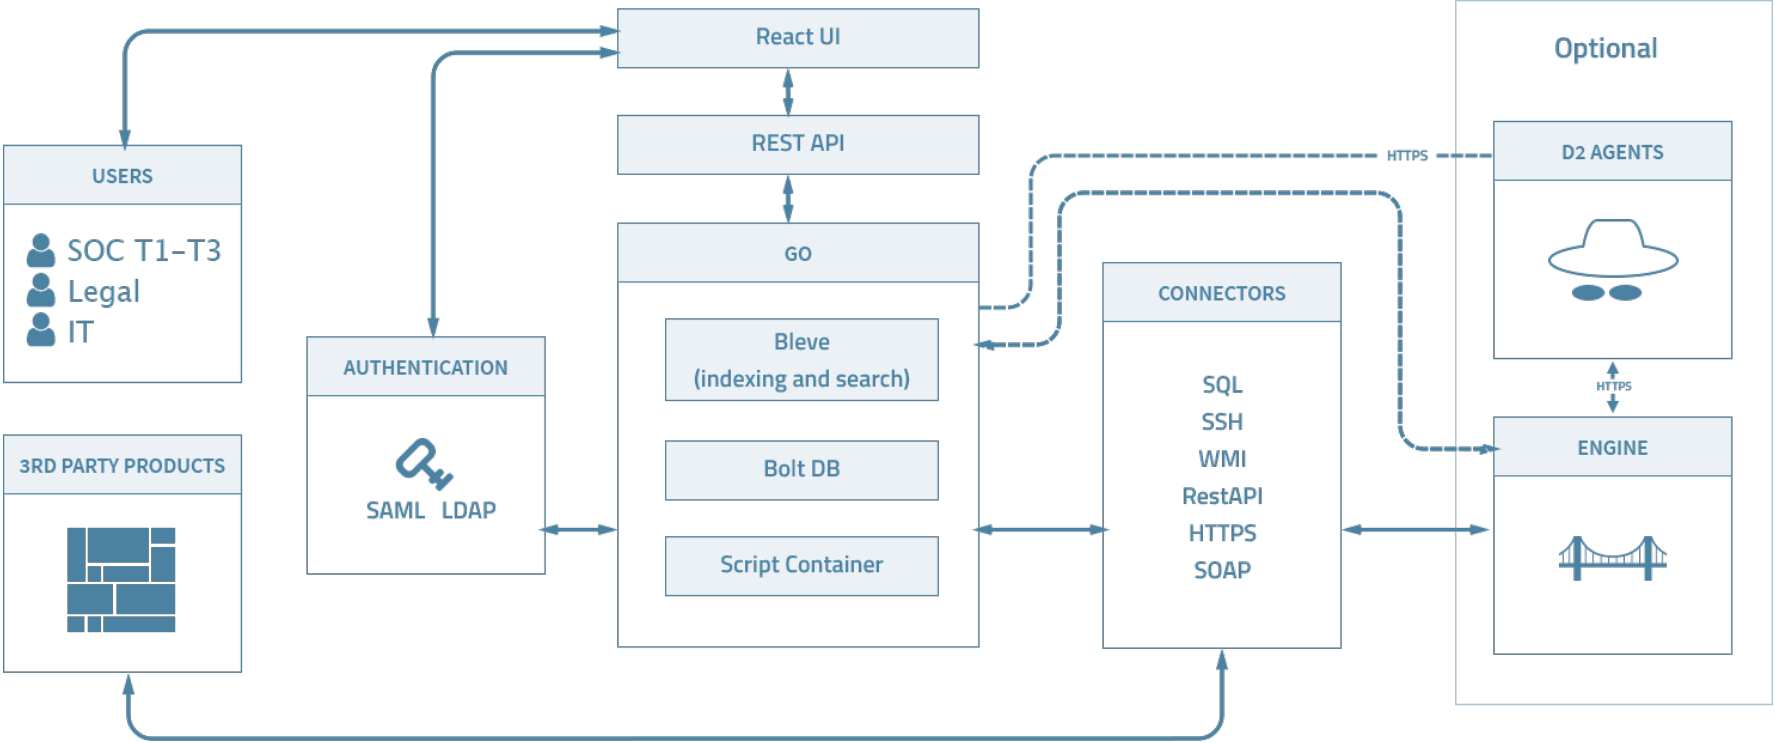 React UI
Optional
REST API
HTTPS
D2 AGENTS
USERS
SOC T1-T3
Legal
IT
GO
CONNECTORS
Bleve
(indexing and search)
AUTHENTICATION
SQL
SSH
WMI
RestAPI
HTTPS
SOAP
HTTPS
ENGINE
3RD PARTY PRODUCTS
Bolt DB
SAML LDAP
Script Container